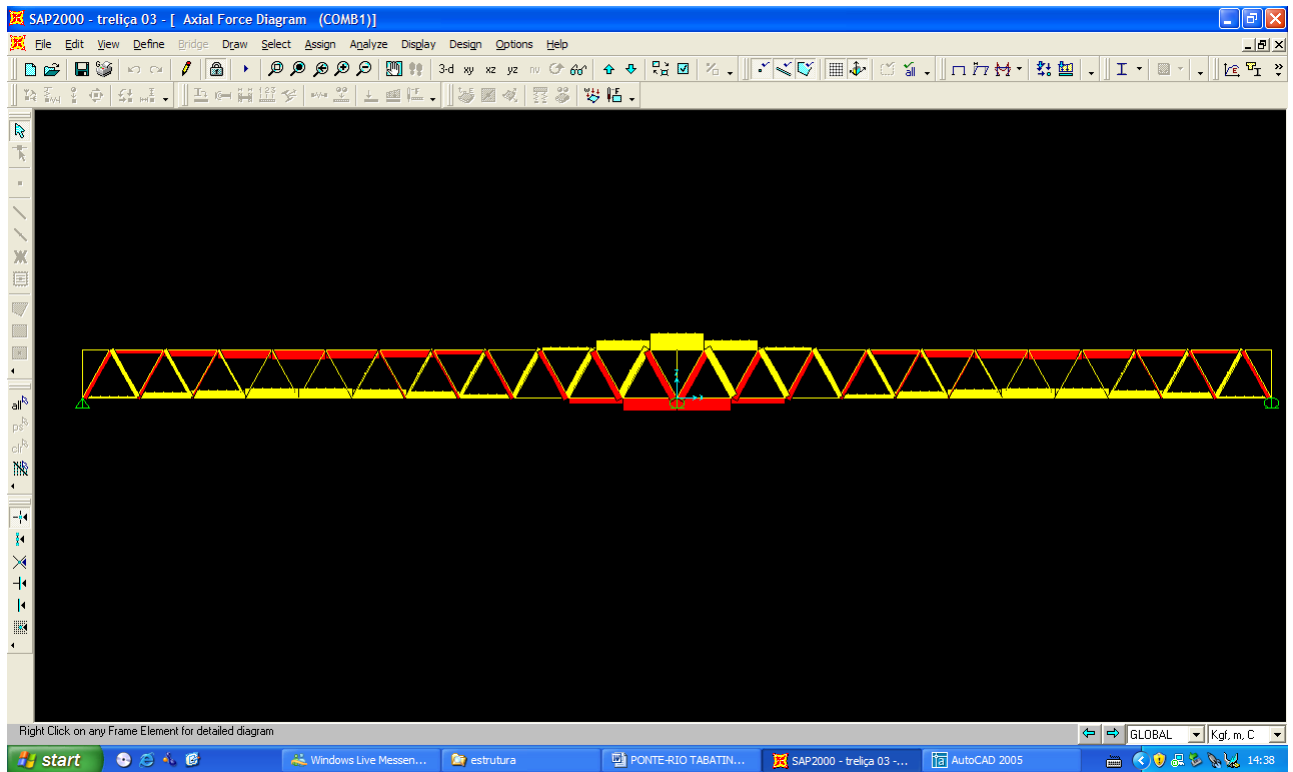 SAP2000 - treliça 03 - [ Axial Force Diagram (COMB1)]
File Edit View Define Bridge Draw Select Assign Analyze Display Design Options Help
3-d xy xz yz nv
all
Right Click on any Frame Element for detailed diagram
GLOBAL
Kgf, m, C
start
Windows Live Messen...
estrutura
PONTE-RIO TABATIN...
SAP2000 - treliça 03 -...
AutoCAD 2005
14:38